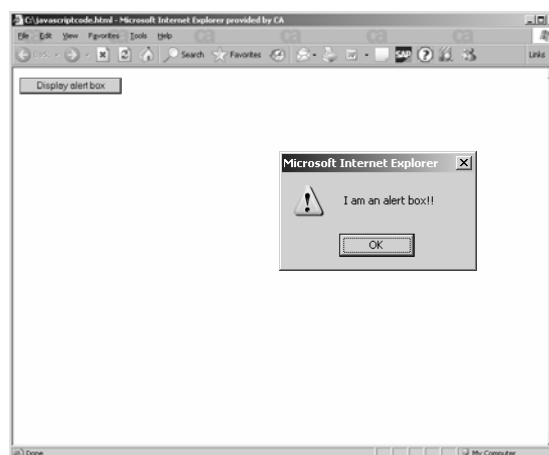 C:\javascriptcode.html - Microsoft Internet Explorer provided by CA
File Edit View Favorites Tools Help
Search Favorites SAP Links
Display alert box
Microsoft Internet Explorer
I am an alert box!!
OK
Done My Computer